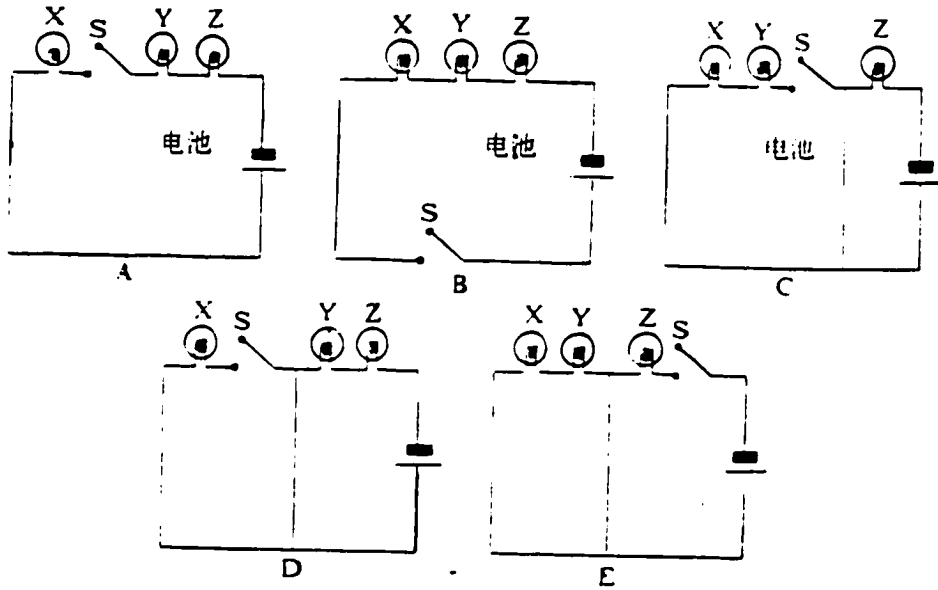 X S Y Z
电池
A
X Y Z
电池
S
B
X Y S Z
电池
C
X S Y Z
D
X Y Z S
E